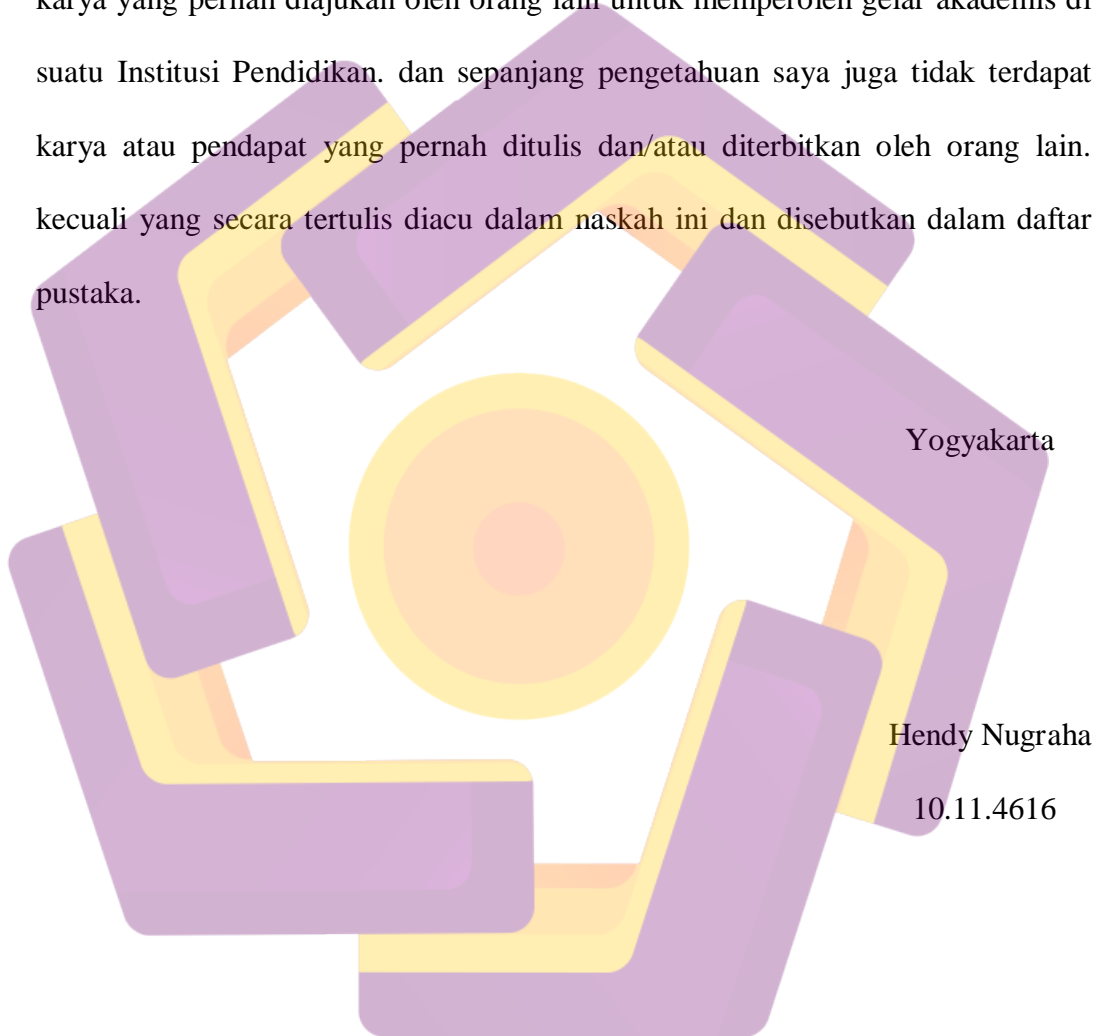 karya yang pernah diajukan oleh orang lain untuk memperoleh gelar akademis di
suatu Institusi Pendidikan. dan sepanjang pengetahuan saya juga tidak terdapat
karya atau pendapat yang pernah ditulis dan/atau diterbitkan oleh orang lain.
kecuali yang secara tertulis diacu dalam naskah ini dan disebutkan dalam daftar
pustaka.
Yogyakarta
Hendy Nugraha
10.11.4616